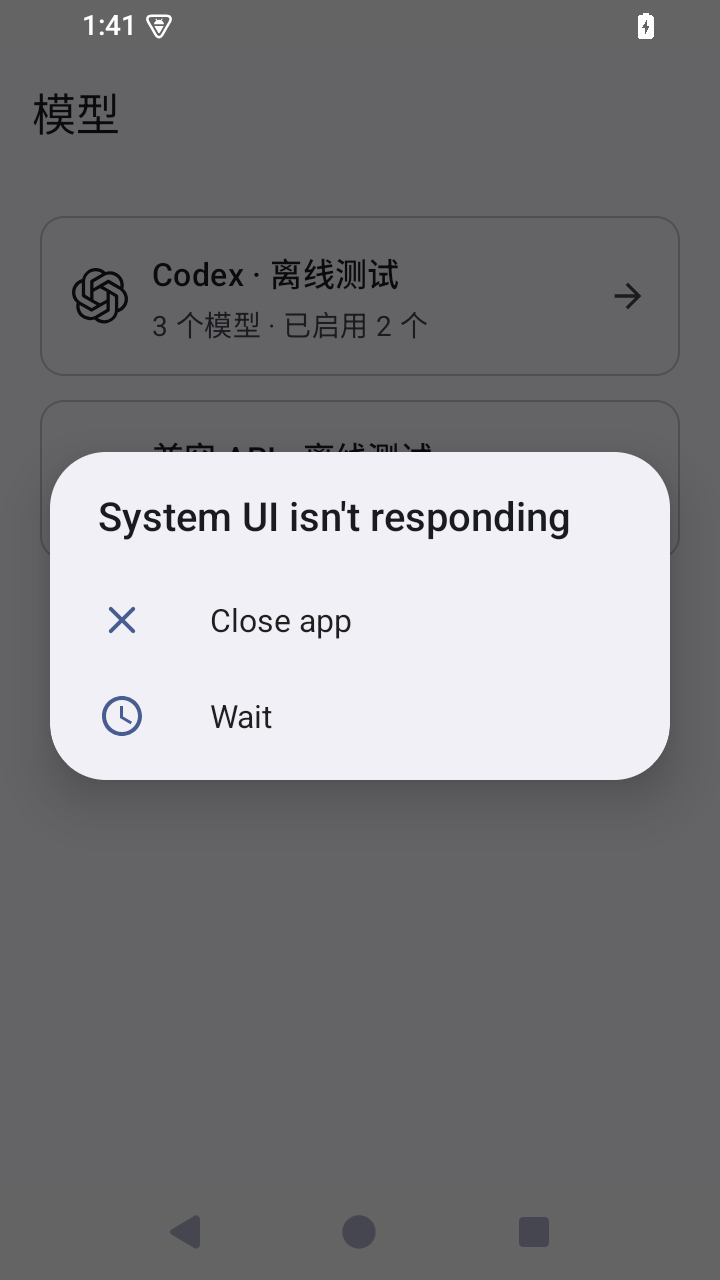 1:41
模型
Codex · 离线测试
3 个模型 · 已启用 2 个
System UI isn't responding
Close app
Wait